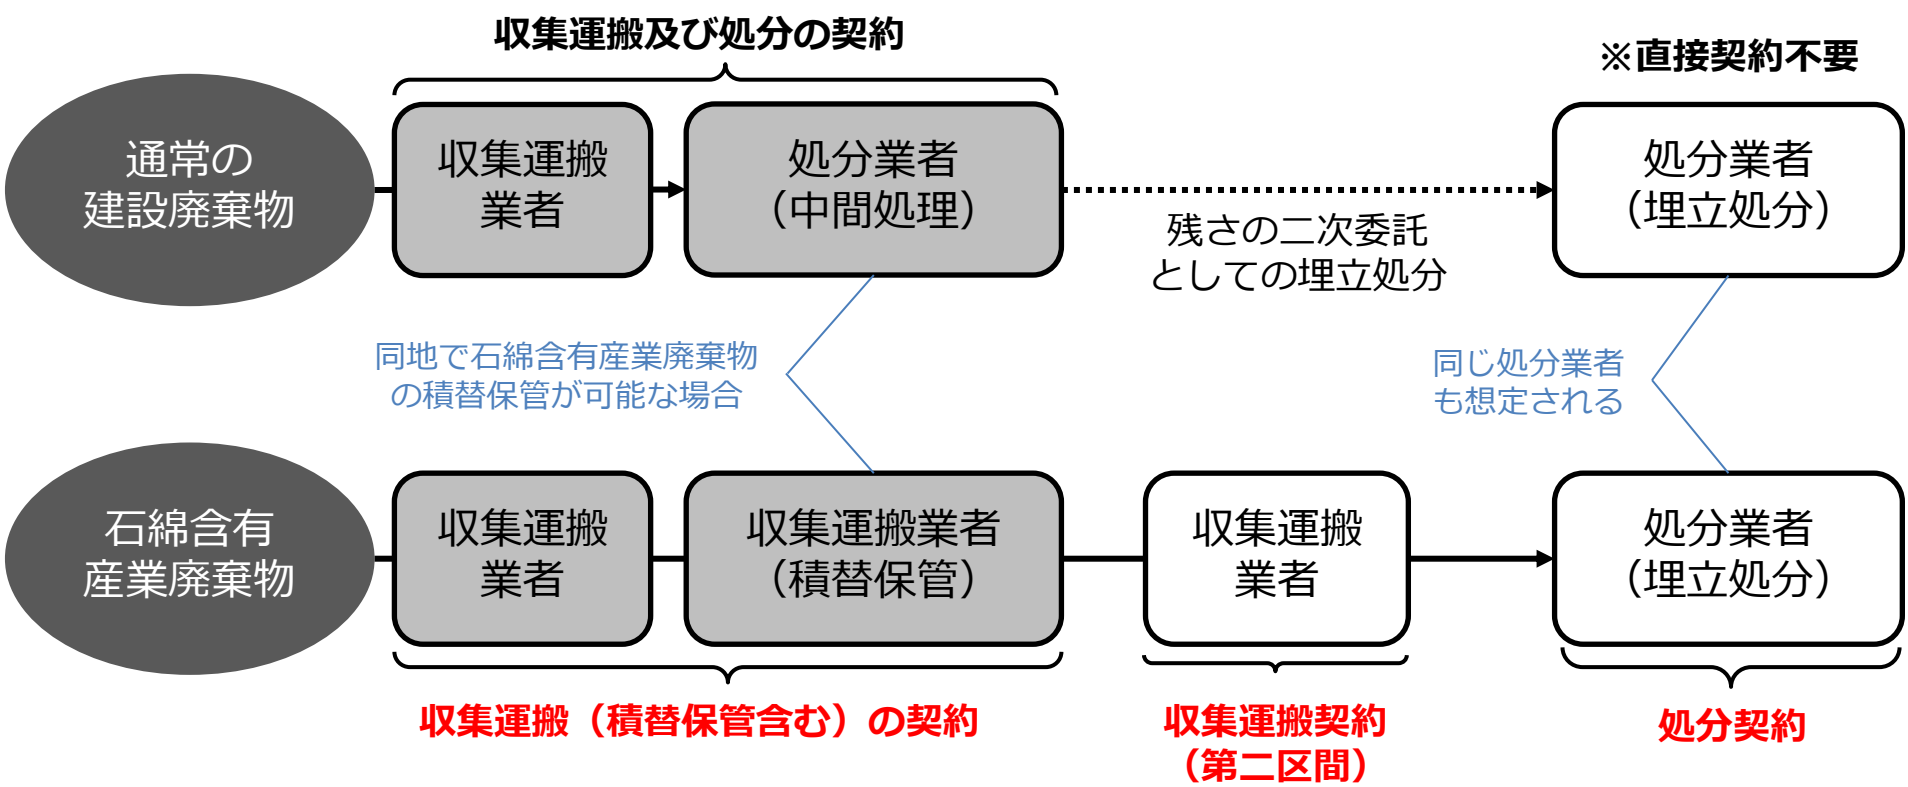 収集運搬及び処分の契約
※直接契約不要
通常の
建設廃棄物
収集運搬
業者
処分業者
（中間処理）
残さの二次委託
としての埋立処分
処分業者
（埋立処分）
同地で石綿含有産業廃棄物
の積替保管が可能な場合
同じ処分業者
も想定される
石綿含有
産業廃棄物
収集運搬
業者
収集運搬業者
（積替保管）
収集運搬
業者
処分業者
（埋立処分）
収集運搬（積替保管含む）の契約
収集運搬契約
（第二区間）
処分契約